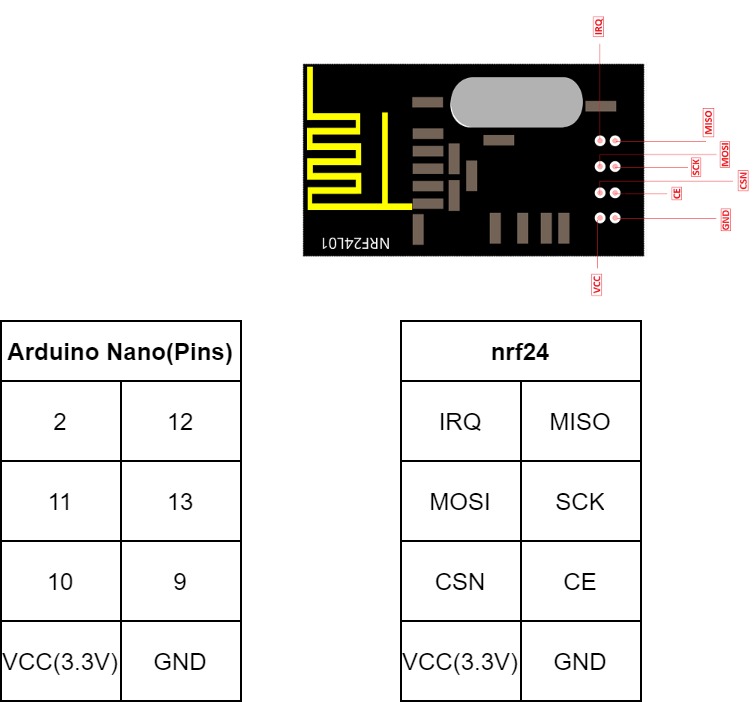 IRQ
MISO
MOSI
SCK
CSN
CE
GND
NRF24L01
VCC
Arduino Nano(Pins)
2 12
11 13
10 9
VCC(3.3V) GND
nrf24
IRQ MISO
MOSI SCK
CSN CE
VCC(3.3V) GND